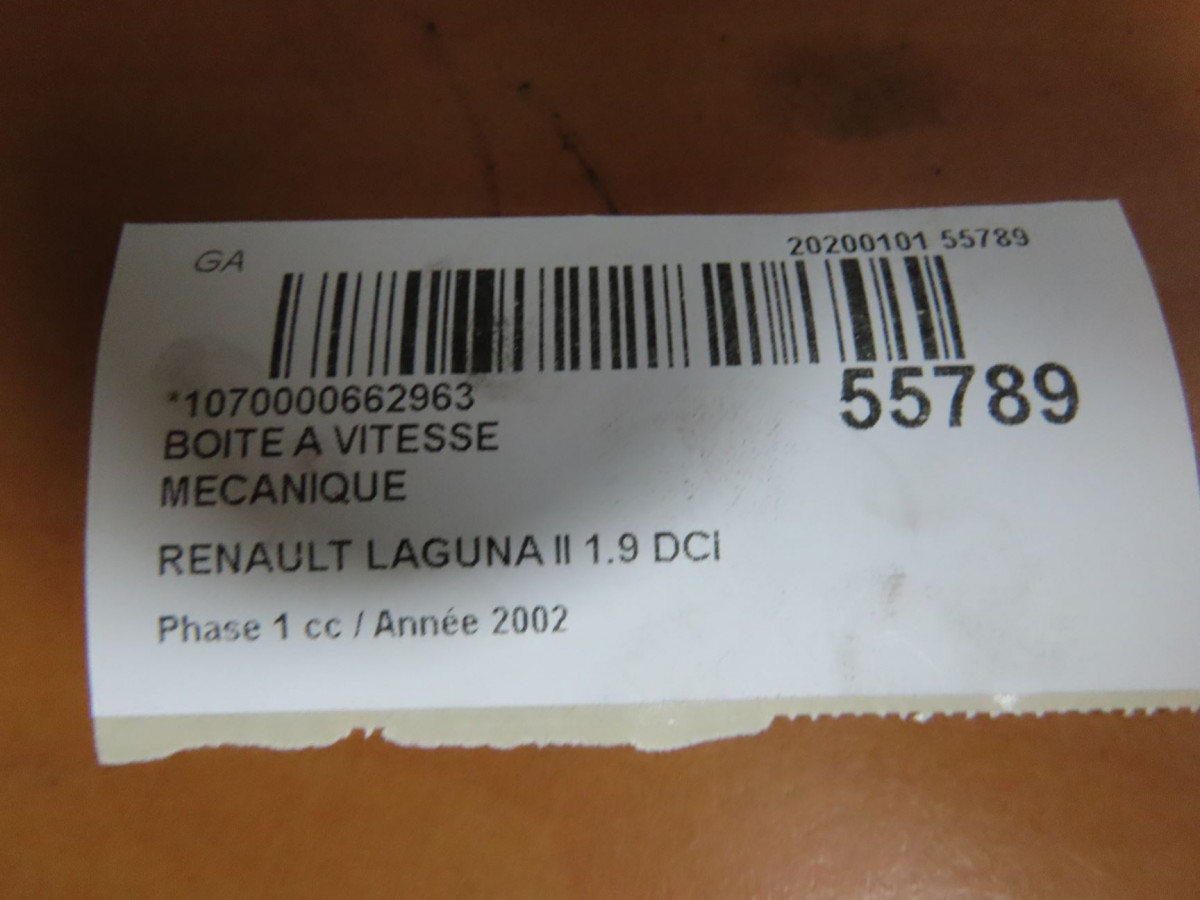 GA
20200101 55789
*1070000662963
55789
BOITE A VITESSE
MECANIQUE
RENAULT LAGUNA II 1.9 DCI
Phase 1 cc / Année 2002